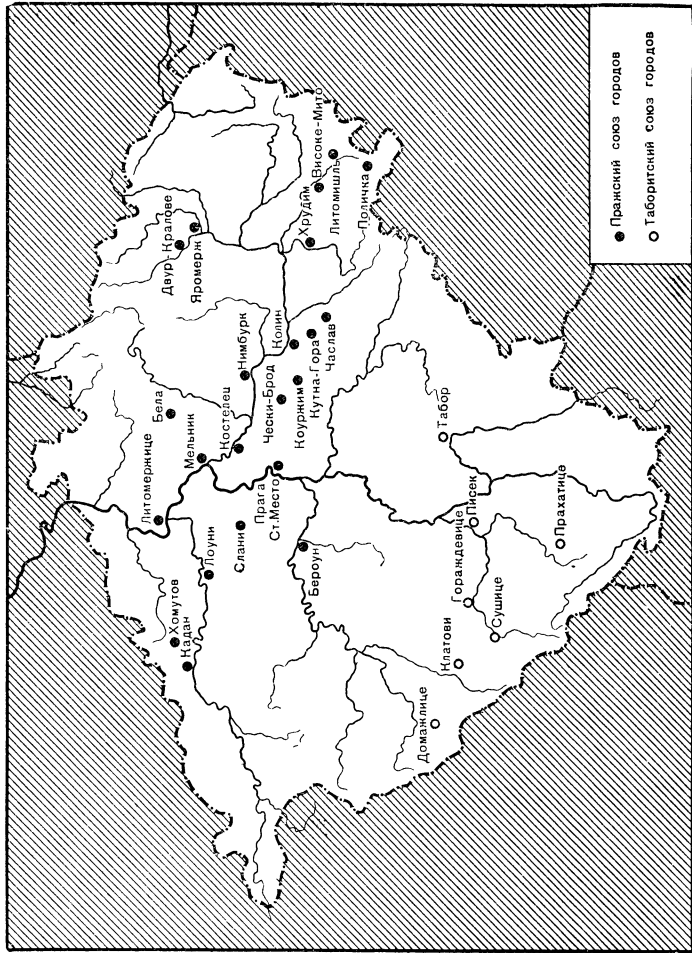 Двур-Кралове
Яромерж
Високе-Мито
Хрудим
Литомишль
Поличка
Бела
Нимбурк
Колин
Литомержице
Мельник
Костелец
Чески-Брод
Коуржим
Кутна-Гора
Часлав
Хомутов
Кадан
Лоуни
Слани
Прага
Ст. Место
Бероун
Табор
Писек
Гораждевице
Прахатице
Сушице
Клатови
Домажлице
Пражский союз городов
Таборитский союз городов